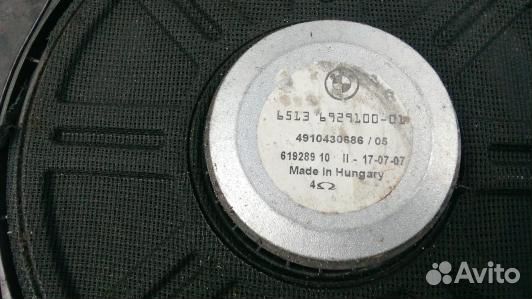 6513 6929100-01
4910430686 / 05
619289 10 II - 17-07-07
Made in Hungary
4Ω
Avito